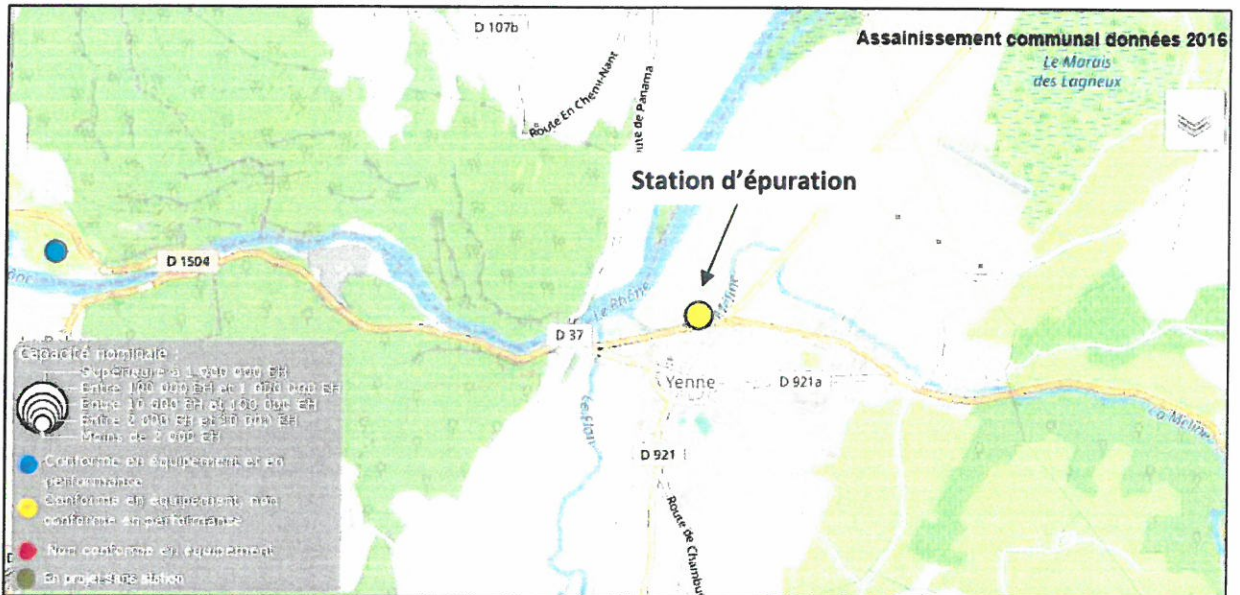 D 107b
Assainissement communal données 2016
Le Marais
des Lagneux
Route En Chemi-Nant
ute de Panama
Station d'épuration
D 1504
Le Rhône
Meline
D 37
Yenne
D 921a
Le Flon
La Méline
D 921
Route de Chambu
Capacité nominale :
Supérieure à 1 000 000 EH
Entre 100 000 EH et 1 000 000 EH
Entre 10 000 EH et 100 000 EH
Entre 2 000 EH et 10 000 EH
Moins de 2 000 EH
Conforme en équipement et en
performance
Conforme en équipement, non
conforme en performance
Non conforme en équipement
En projet sans station